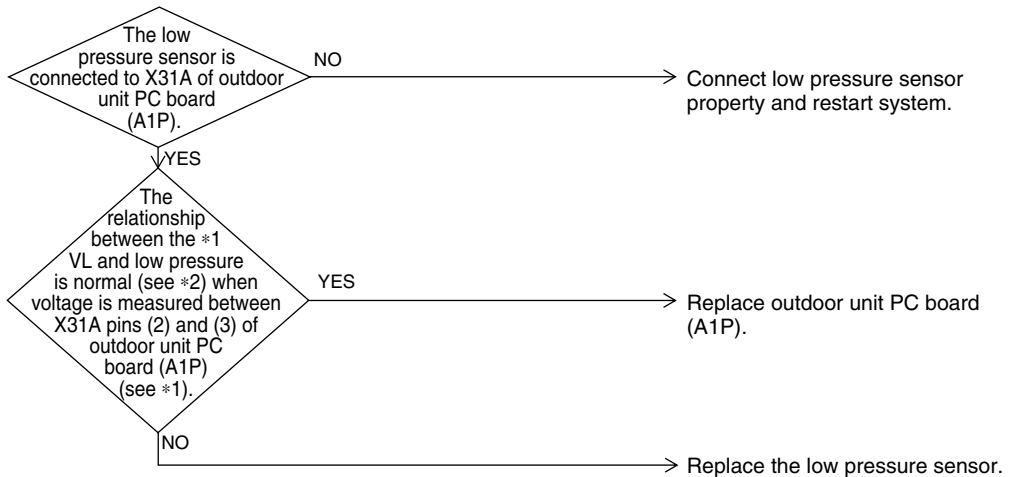 The low
pressure sensor is
connected to X31A of outdoor
unit PC board
(A1P).
NO
Connect low pressure sensor
property and restart system.
YES
The
relationship
between the *1
VL and low pressure
is normal (see *2) when
voltage is measured between
X31A pins (2) and (3) of
outdoor unit PC
board (A1P)
(see *1).
YES
Replace outdoor unit PC board
(A1P).
NO
Replace the low pressure sensor.